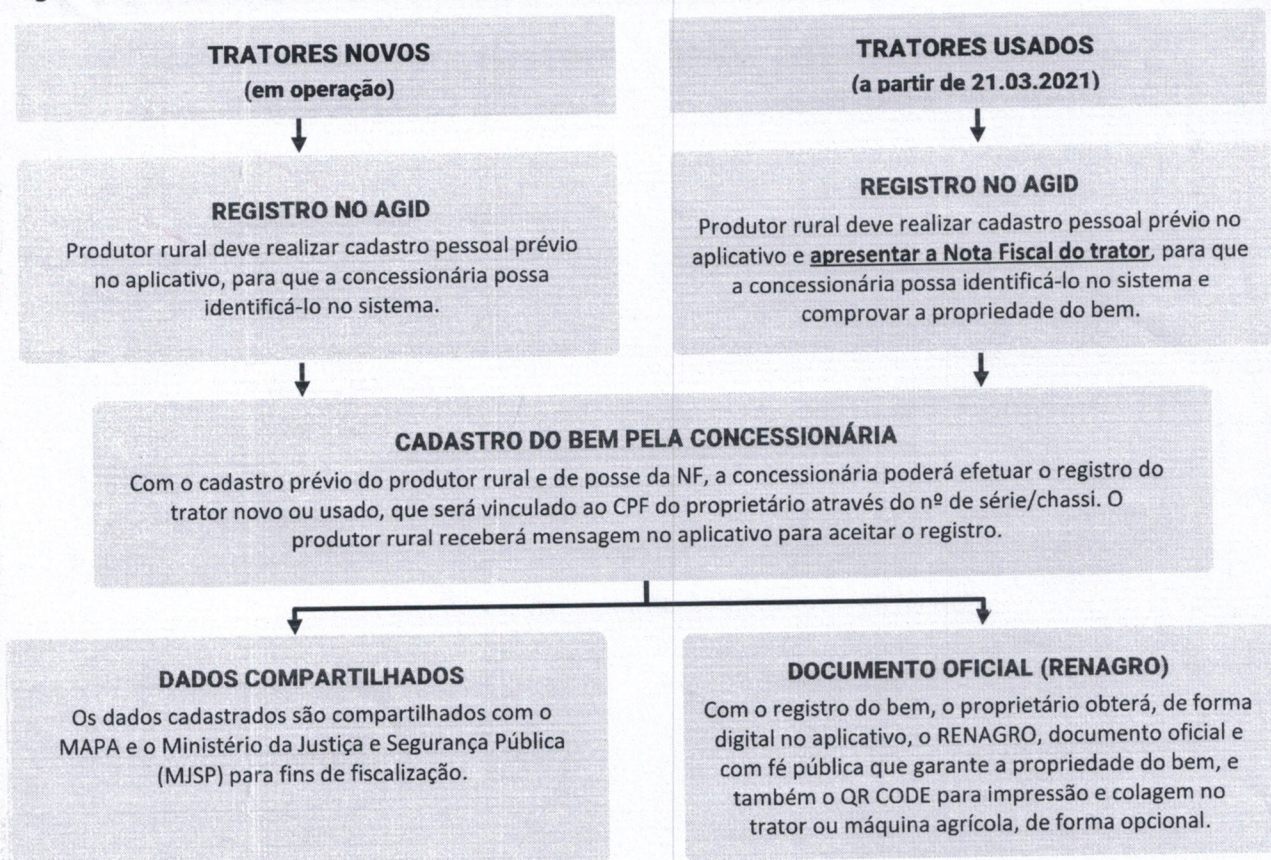 TRATORES NOVOS
(em operação)
TRATORES USADOS
(a partir de 21.03.2021)
REGISTRO NO AGID
Produtor rural deve realizar cadastro pessoal prévio
no aplicativo, para que a concessionária possa
identificá-lo no sistema.
REGISTRO NO AGID
Produtor rural deve realizar cadastro pessoal prévio no
aplicativo e apresentar a Nota Fiscal do trator, para que
a concessionária possa identificá-lo no sistema e
comprovar a propriedade do bem.
CADASTRO DO BEM PELA CONCESSIONÁRIA
Com o cadastro prévio do produtor rural e de posse da NF, a concessionária poderá efetuar o registro do
trator novo ou usado, que será vinculado ao CPF do proprietário através do nº de série/chassi. O
produtor rural receberá mensagem no aplicativo para aceitar o registro.
DADOS COMPARTILHADOS
Os dados cadastrados são compartilhados com o
MAPA e o Ministério da Justiça e Segurança Pública
(MJSP) para fins de fiscalização.
DOCUMENTO OFICIAL (RENAGRO)
Com o registro do bem, o proprietário obterá, de forma
digital no aplicativo, o RENAGRO, documento oficial e
com fé pública que garante a propriedade do bem, e
também o QR CODE para impressão e colagem no
trator ou máquina agrícola, de forma opcional.